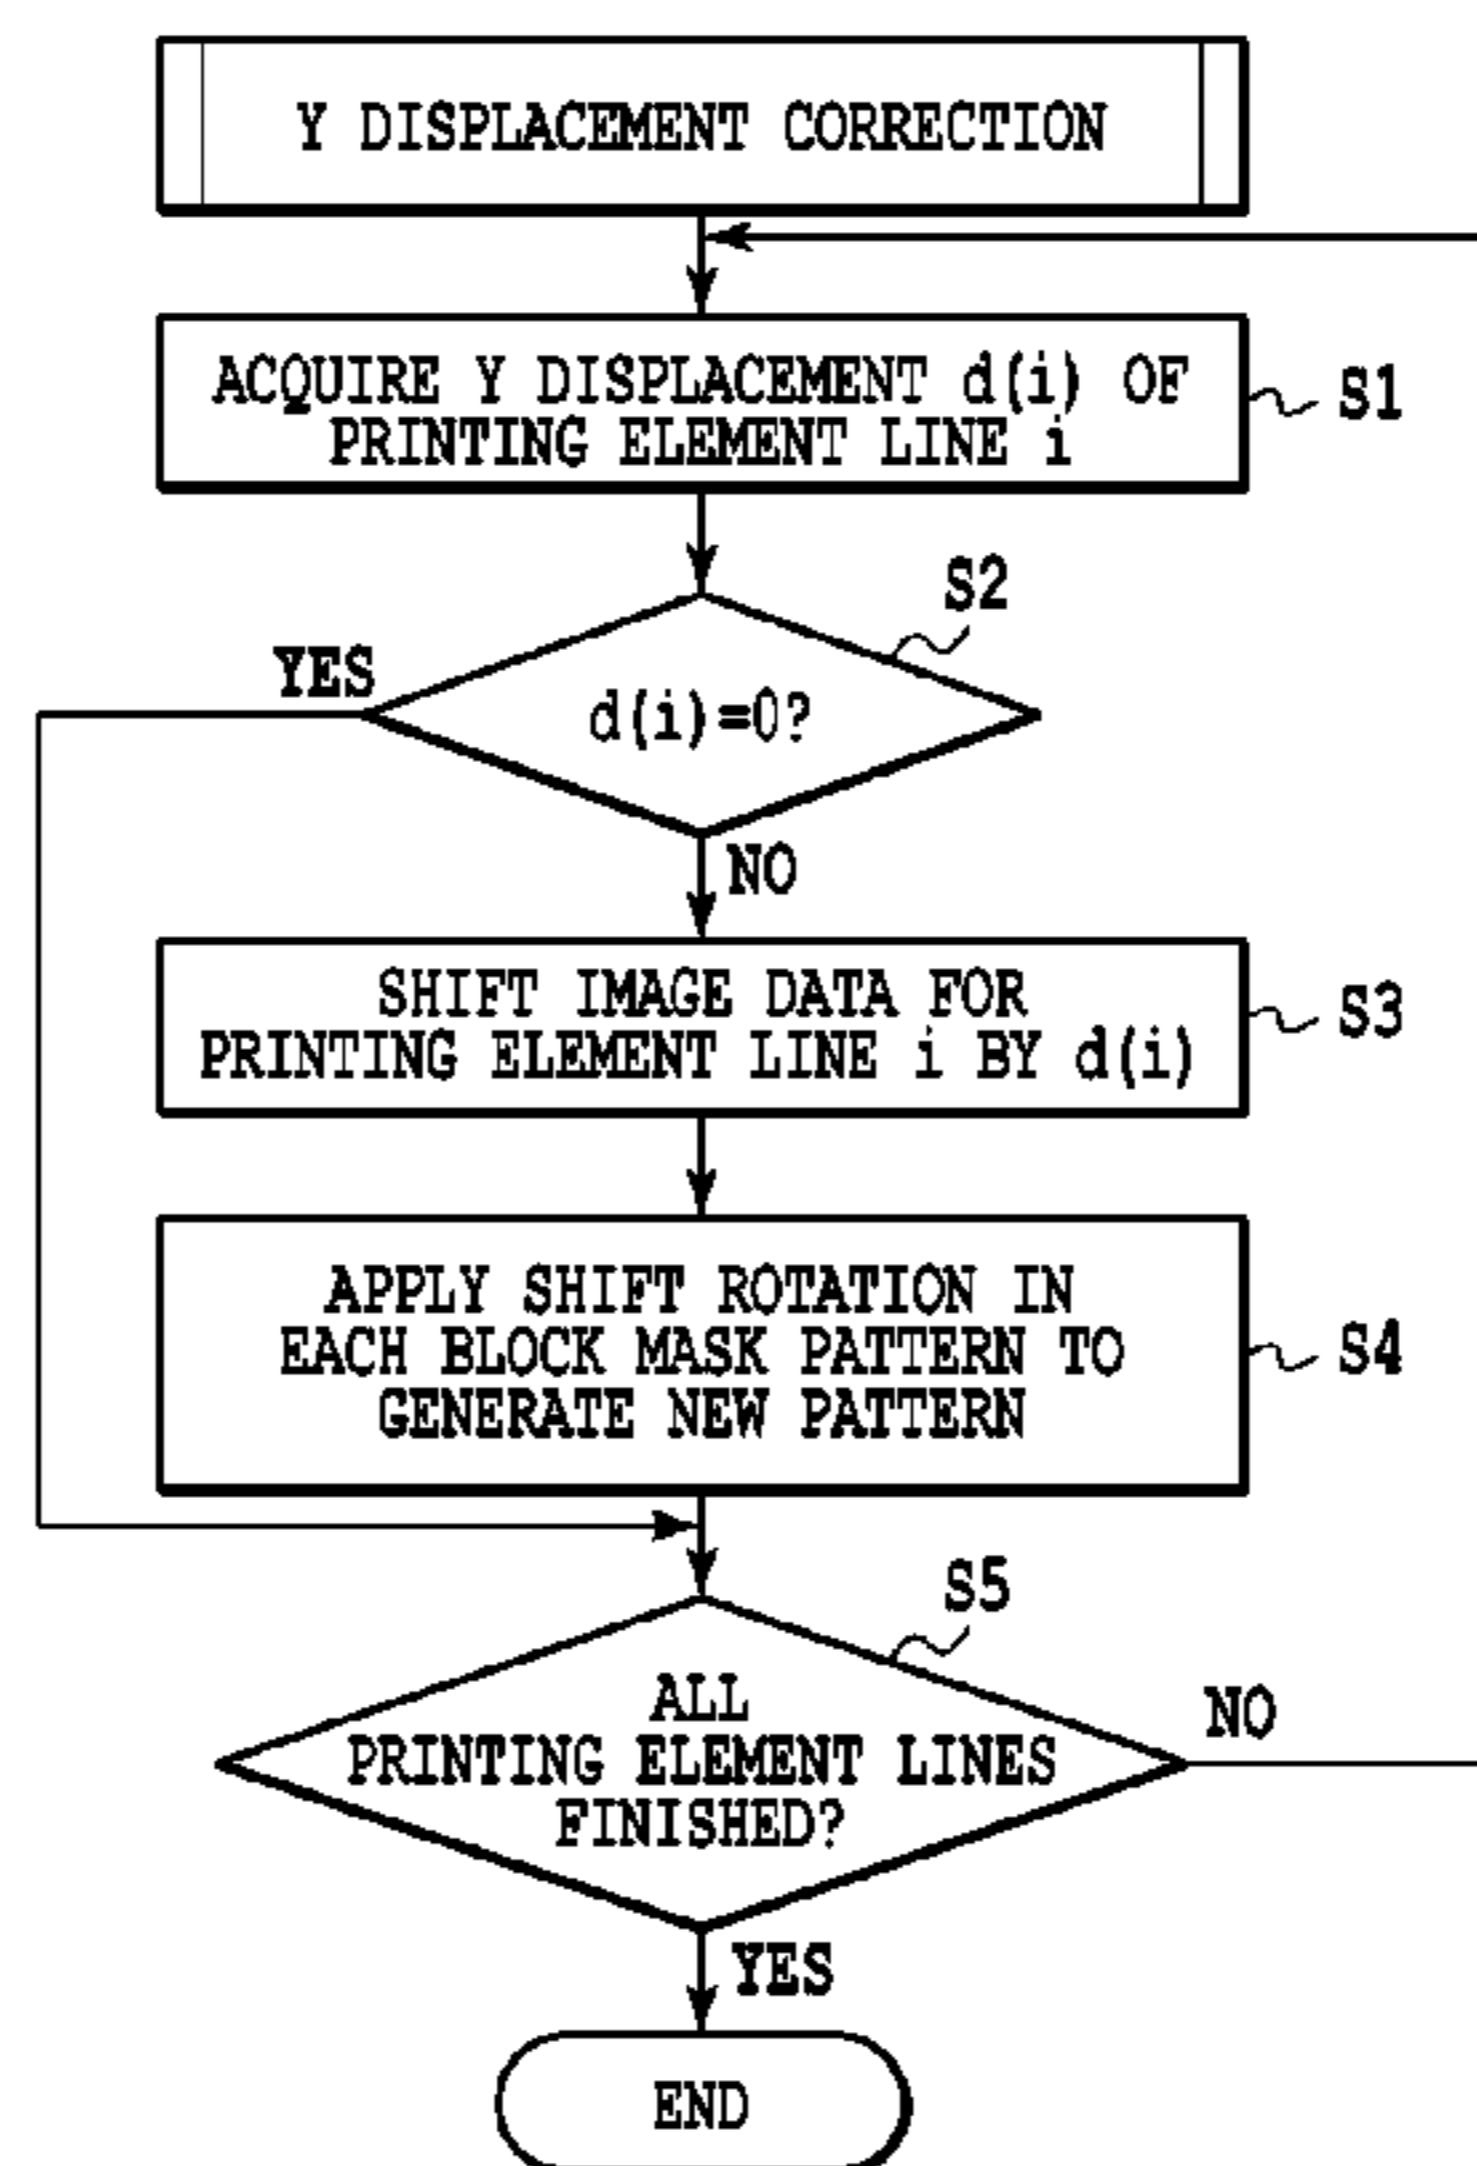 Y DISPLACEMENT CORRECTION
ACQUIRE Y DISPLACEMENT d(i) OF
PRINTING ELEMENT LINE i
S1
S2
YES
d(i)=0?
NO
SHIFT IMAGE DATA FOR
PRINTING ELEMENT LINE i BY d(i)
S3
APPLY SHIFT ROTATION IN
EACH BLOCK MASK PATTERN TO
GENERATE NEW PATTERN
S4
S5
ALL
PRINTING ELEMENT LINES
FINISHED?
NO
YES
END